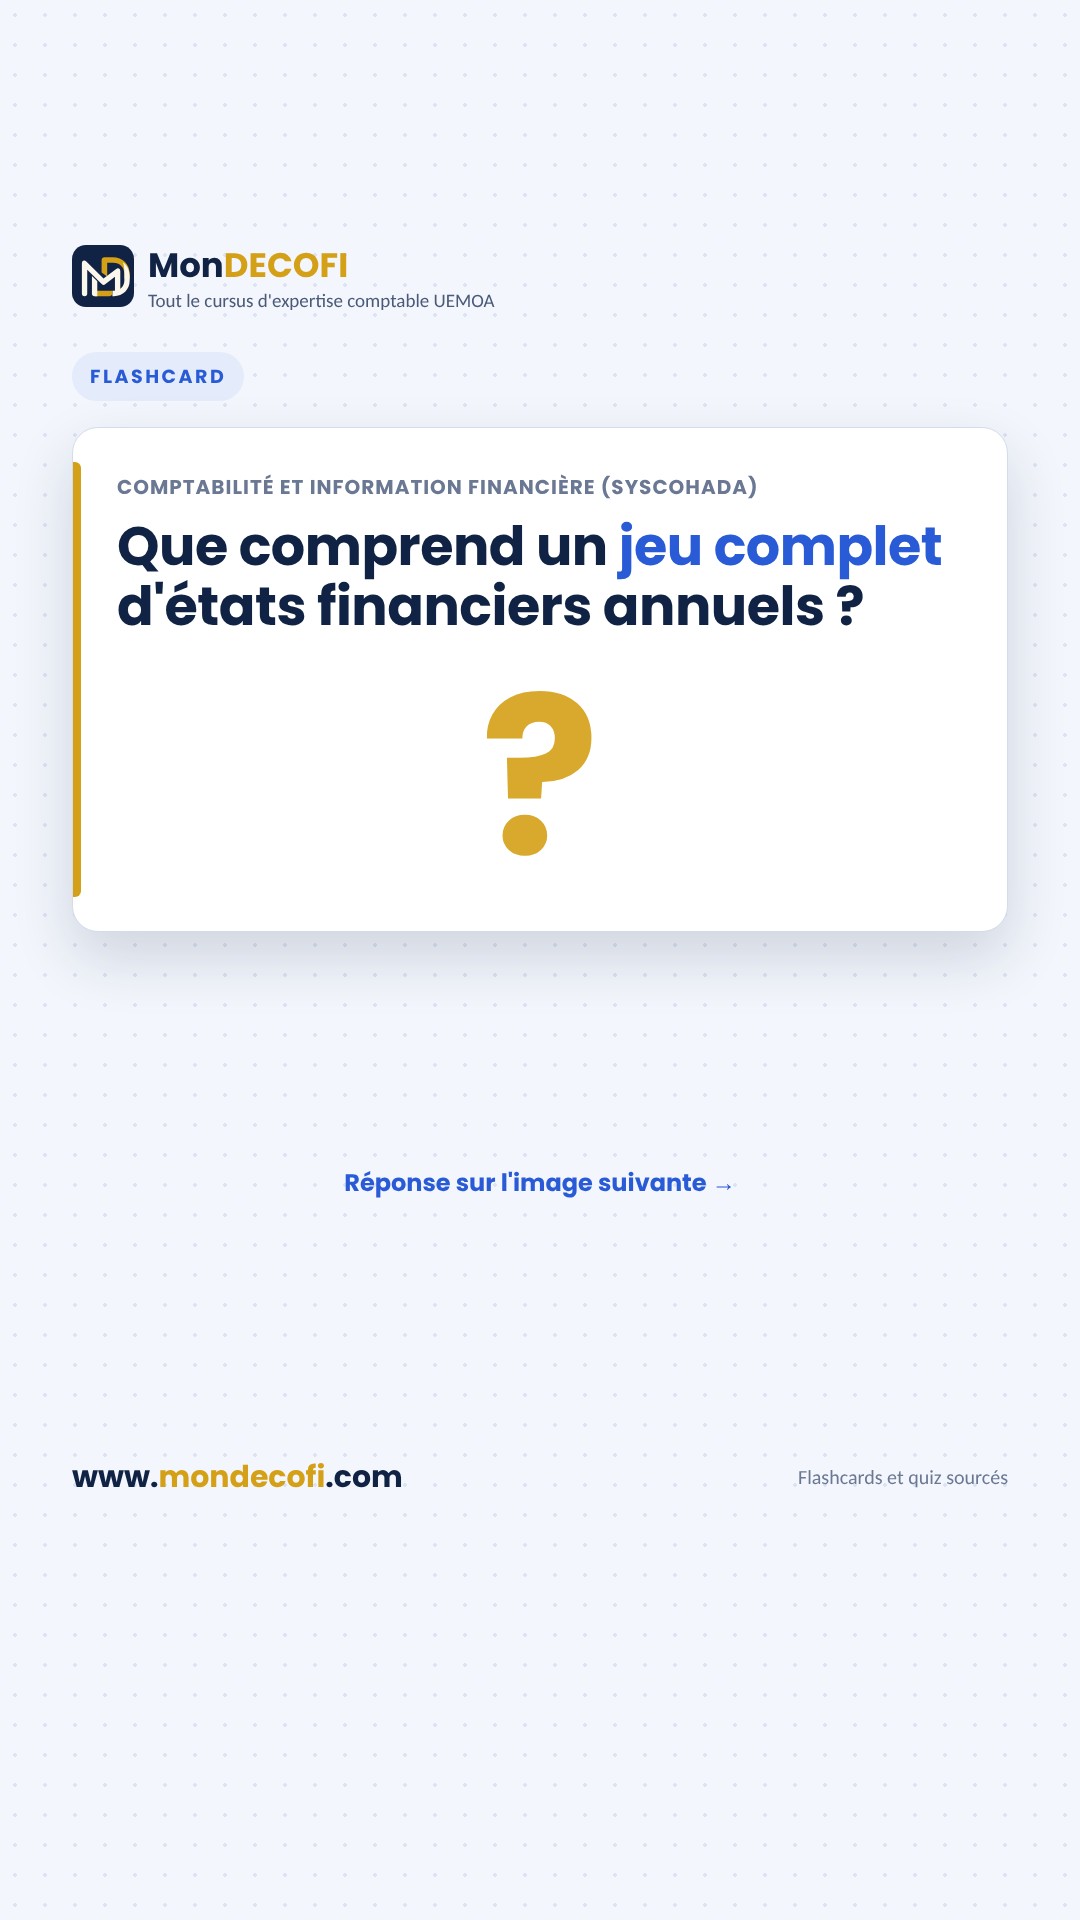 MonDECOFI
Tout le cursus d'expertise comptable UEMOA
FLASHCARD
COMPTABILITÉ ET INFORMATION FINANCIÈRE (SYSCOHADA)
Que comprend un jeu complet
d'états financiers annuels ?
?
Réponse sur l'image suivante →
www.mondecofi.com
Flashcards et quiz sourcés